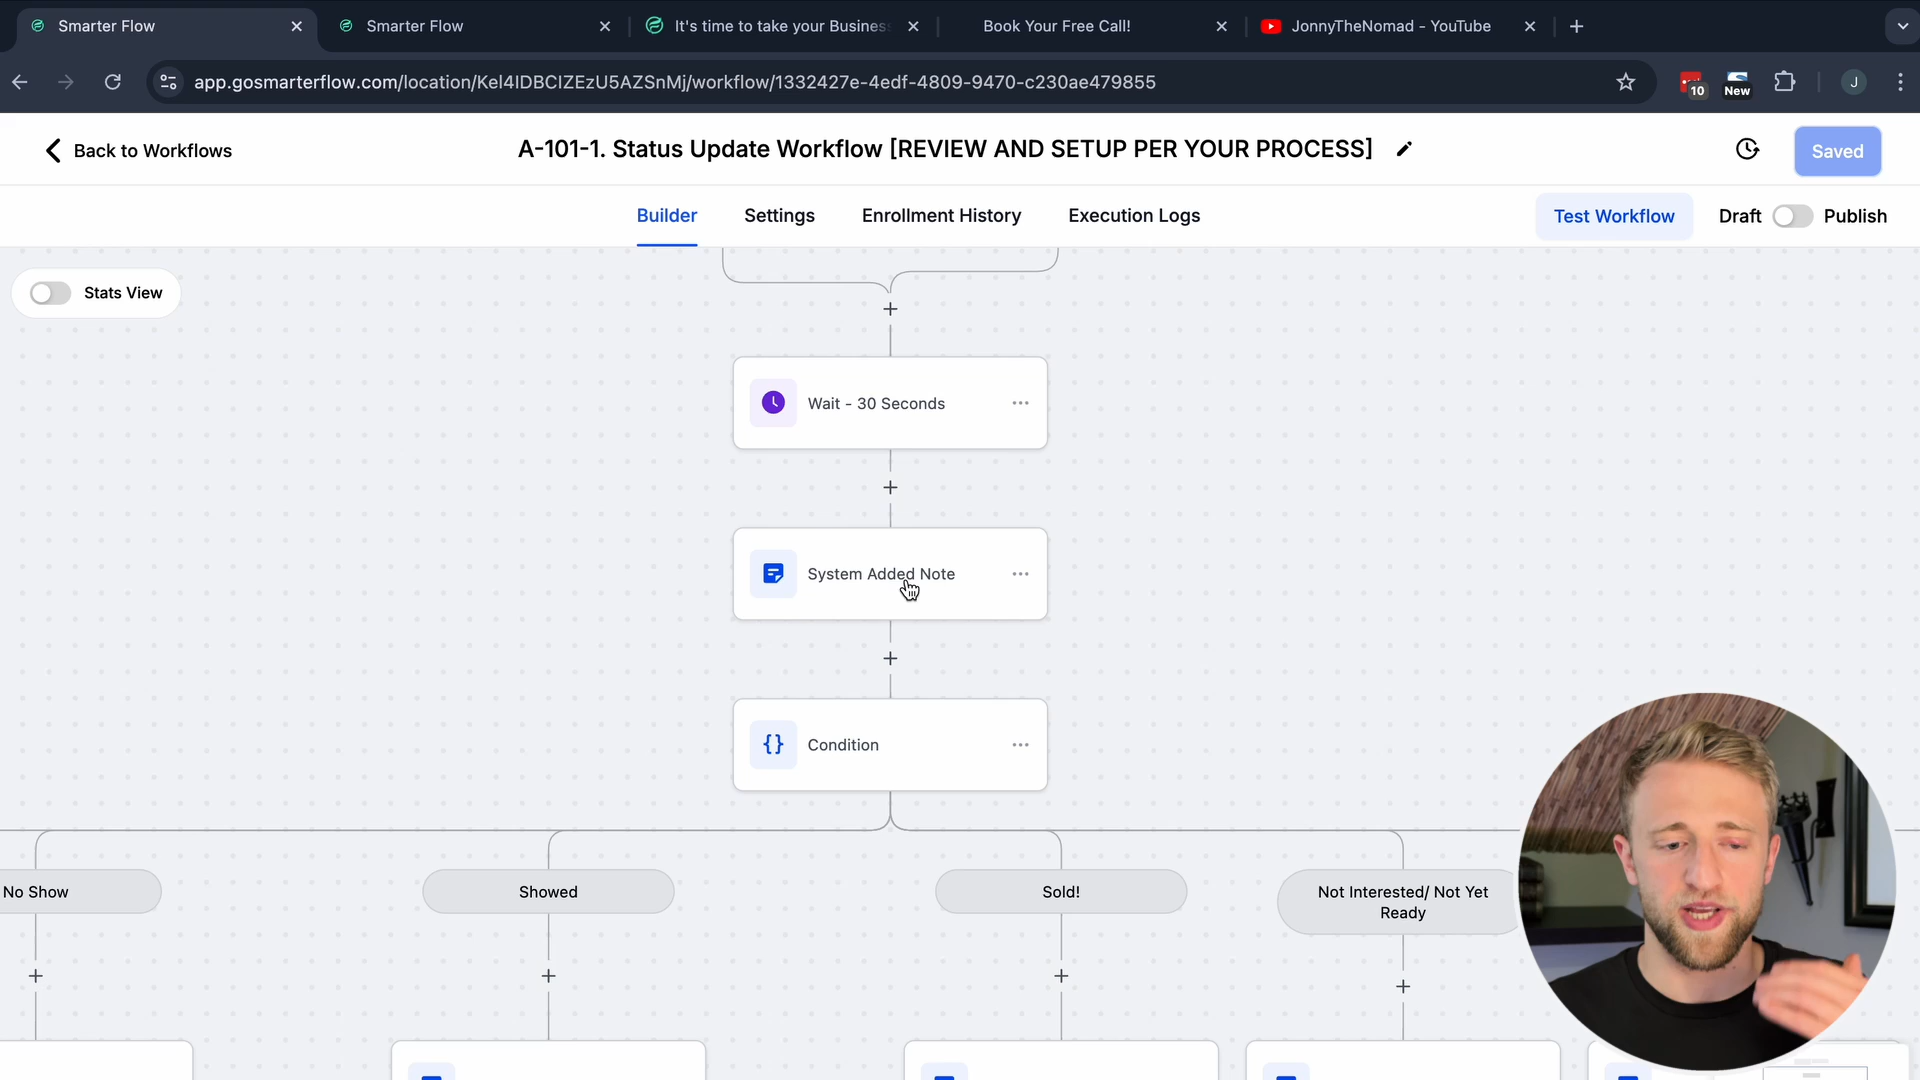 Smarter Flow
Smarter Flow
It's time to take your Business
Book Your Free Call!
JonnyTheNomad - YouTube
app.gosmarterflow.com/location/Kel4IDBCIZEzU5AZSnMj/workflow/1332427e-4edf-4809-9470-c230ae479855
10
New
J
Back to Workflows
A-101-1. Status Update Workflow [REVIEW AND SETUP PER YOUR PROCESS]
Saved
Builder
Settings
Enrollment History
Execution Logs
Test Workflow
Draft
Publish
Stats View
Wait - 30 Seconds
System Added Note
Condition
No Show
Showed
Sold!
Not Interested/ Not Yet
Ready